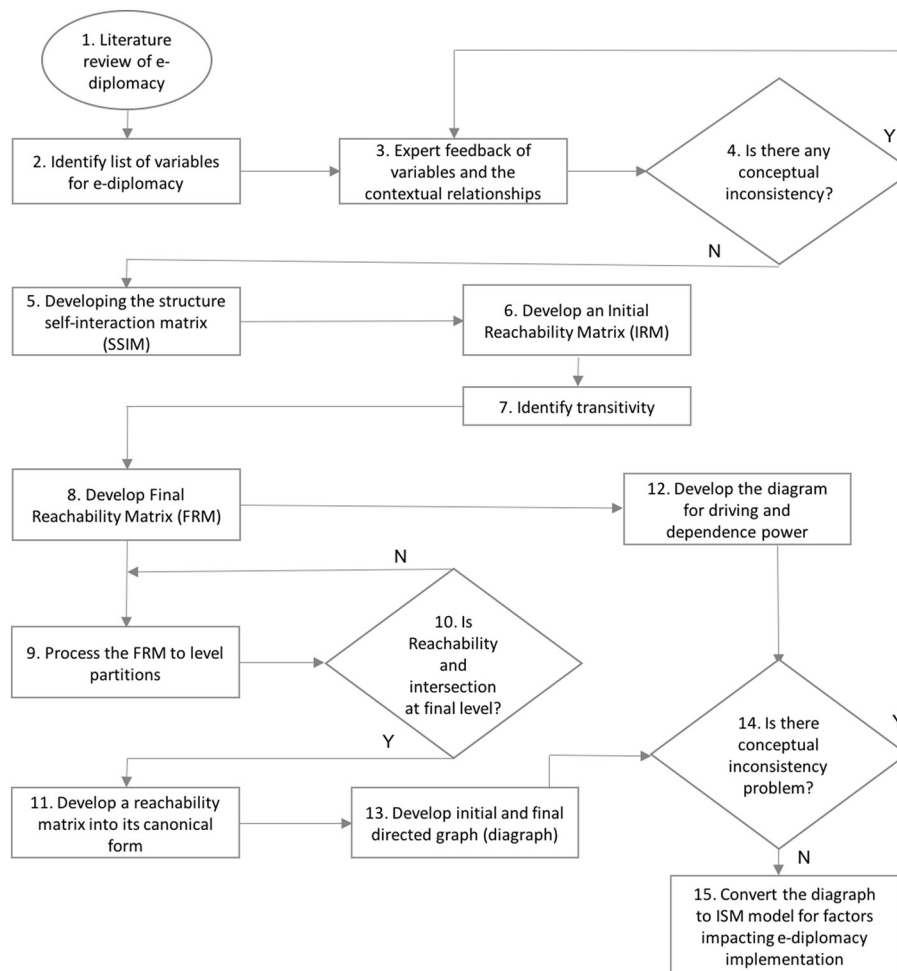 1. Literature
review of e-
diplomacy
2. Identify list of variables
for e-diplomacy
3. Expert feedback of
variables and the
contextual relationships
4. Is there any
conceptual
inconsistency?
Y
N
5. Developing the structure
self-interaction matrix
(SSIM)
6. Develop an Initial
Reachability Matrix (IRM)
7. Identify transitivity
8. Develop Final
Reachability Matrix (FRM)
12. Develop the diagram
for driving and
dependence power
N
9. Process the FRM to level
partitions
10. Is
Reachability
and
intersection
at final level?
Y
11. Develop a reachability
matrix into its canonical
form
13. Develop initial and final
directed graph (diagraph)
14. Is there
conceptual
inconsistency
problem?
Y
N
15. Convert the diagraph
to ISM model for factors
impacting e-diplomacy
implementation